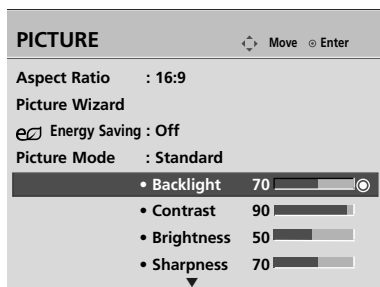 PICTURE Move Enter
Aspect Ratio : 16:9
Picture Wizard
Energy Saving : Off
Picture Mode : Standard
• Backlight 70
• Contrast 90
• Brightness 50
• Sharpness 70